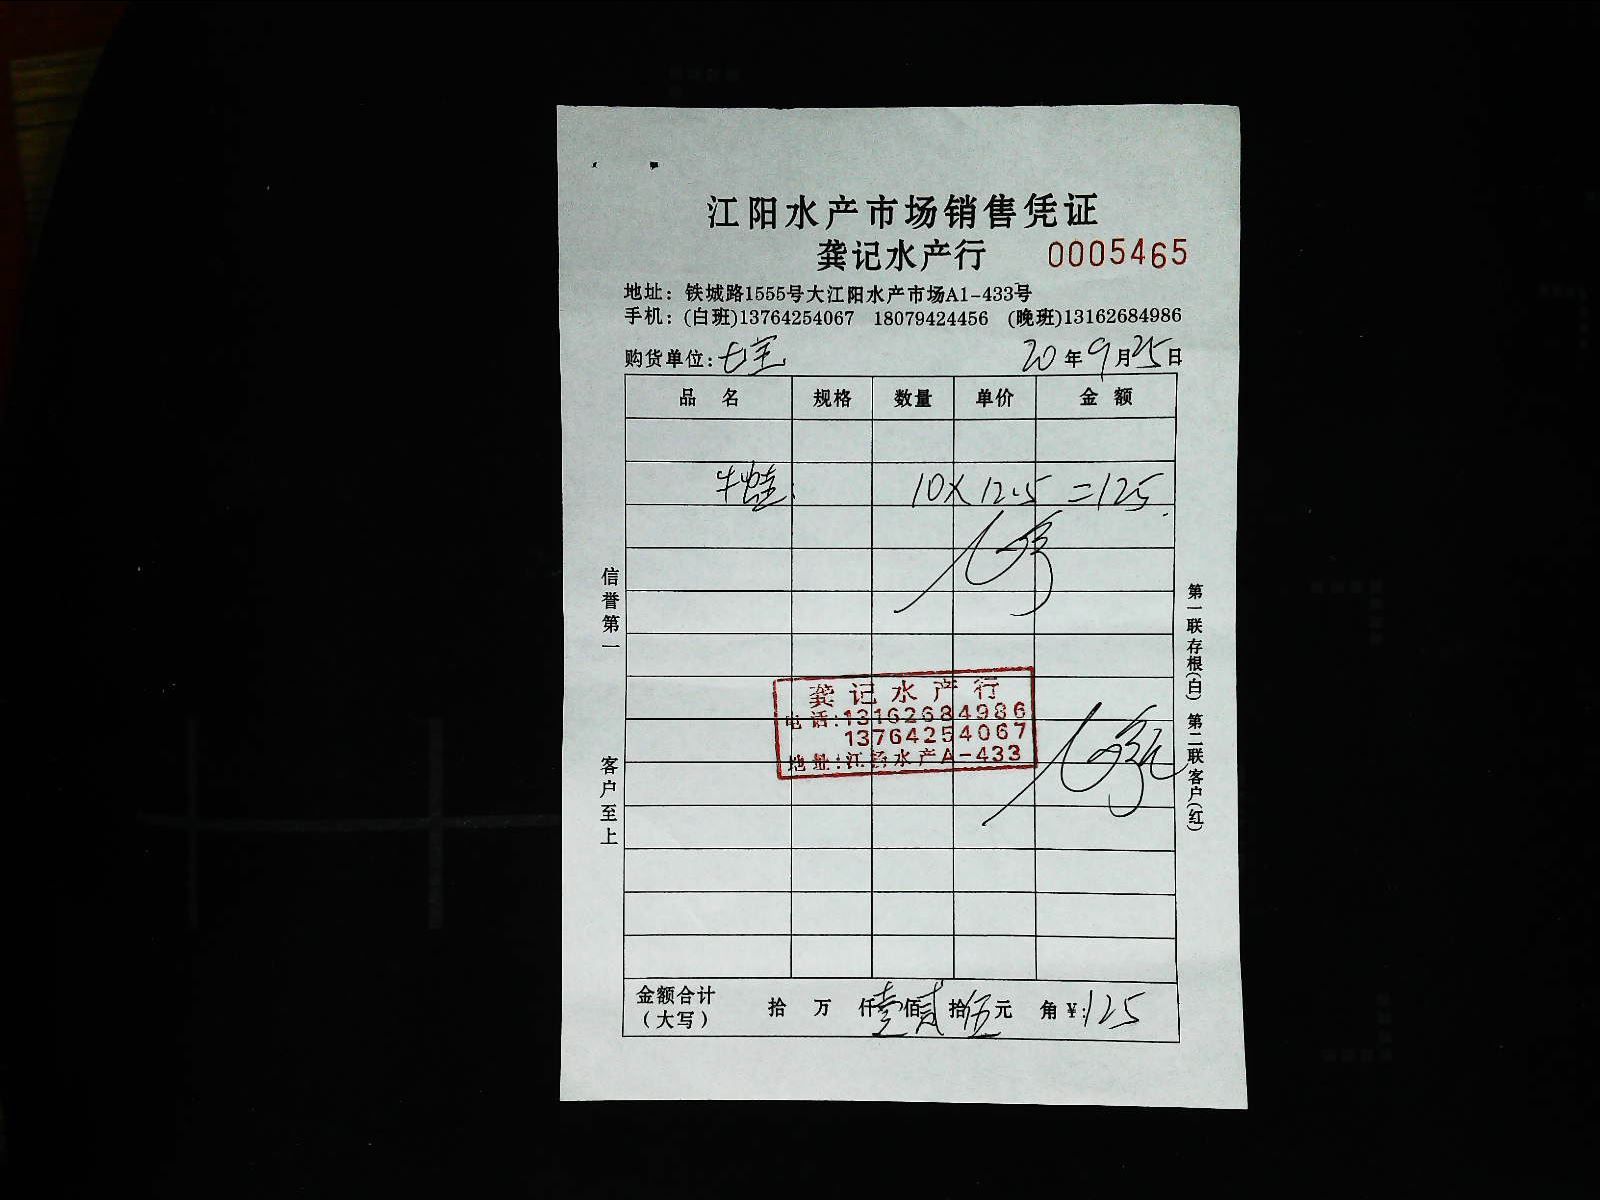 江阳水产市场销售凭证
龚记水产行 0005465
地址：铁城路1555号大江阳水产市场A1-433号
手机：(白班)13764254067 18079424456 (晚班)13162684986
购货单位：七宝 20年9月25日
品名 规格 数量 单价 金额
牛蛙 10×12.5=125
信誉第一
客户至上
龚记水产行
电话:13162684986
13764254067
地址:江杨水产A-433
第一联存根(白) 第二联客户(红)
金额合计（大写） 拾 万 仟壹佰贰拾伍元 角 ¥:125